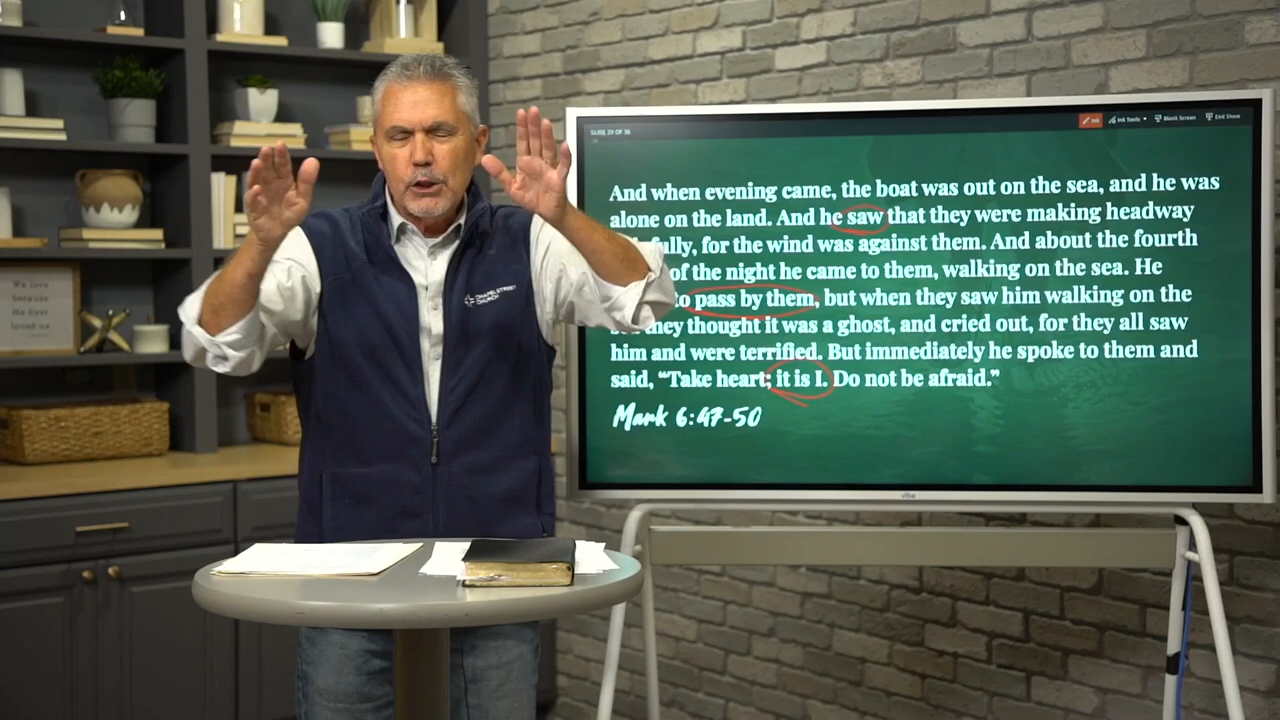 SLIDE 20 OF 36
Ink
Ink Tools
Blank Screen
End Show
And when evening came, the boat was out on the sea, and he was
alone on the land. And he saw that they were making headway
fully, for the wind was against them. And about the fourth
of the night he came to them, walking on the sea. He
to pass by them, but when they saw him walking on the
they thought it was a ghost, and cried out, for they all saw
him and were terrified. But immediately he spoke to them and
said, “Take heart; it is I. Do not be afraid.”
Mark 6:47-50
vibe
CHAPELSTREET
CHURCH
We love
because
He first
loved us